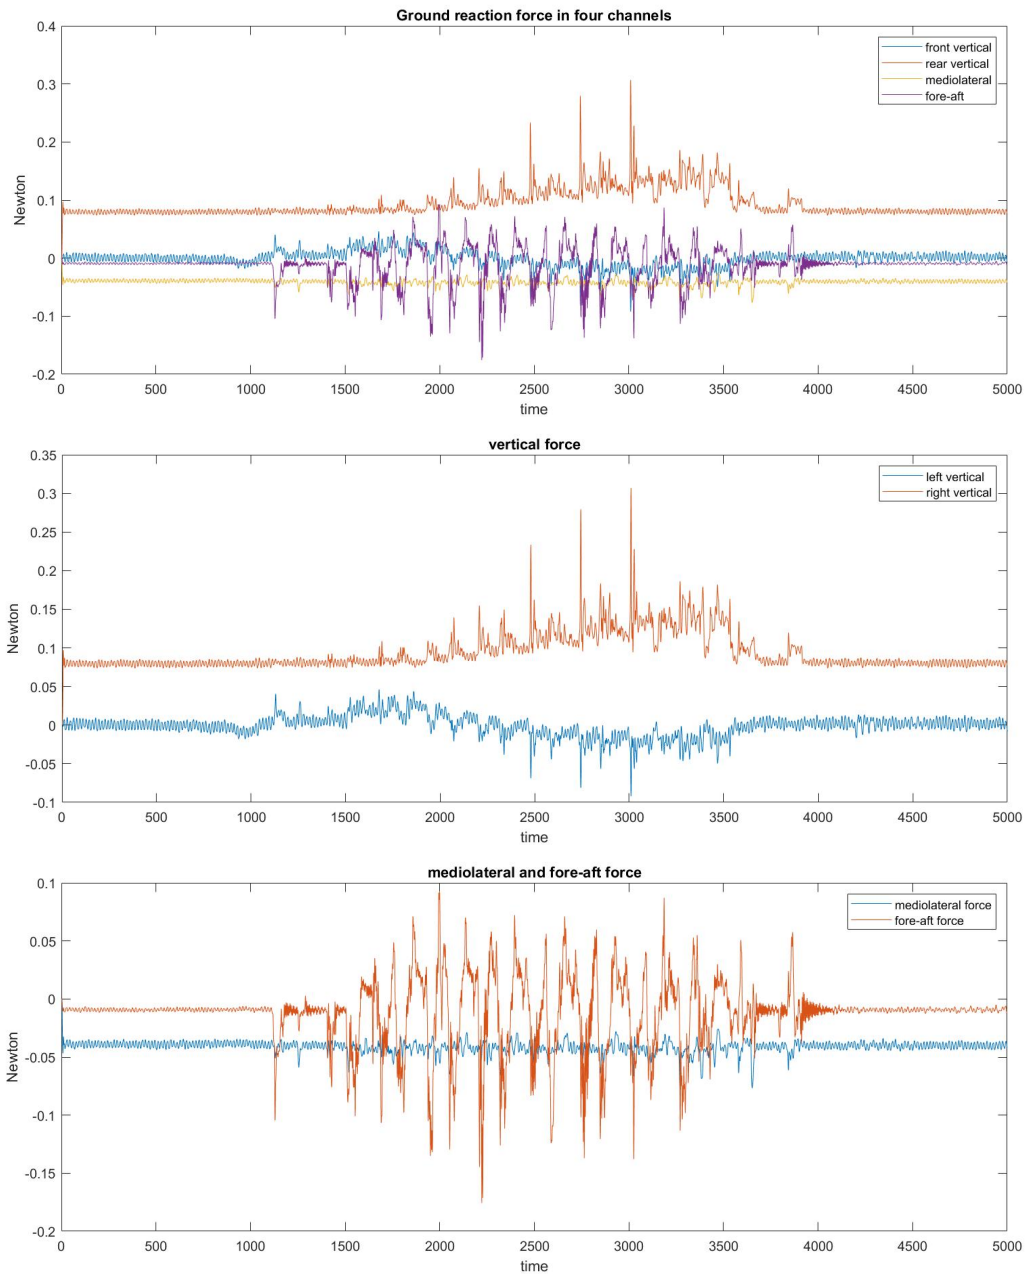 Ground reaction force in four channels
0.4
0.3
0.2
0.1
0
-0.1
-0.2
Newton
front vertical
rear vertical
mediolateral
fore-aft
0 500 1000 1500 2000 2500 3000 3500 4000 4500 5000
time
vertical force
0.35
0.3
0.25
0.2
0.15
0.1
0.05
0
-0.05
-0.1
Newton
left vertical
right vertical
0 500 1000 1500 2000 2500 3000 3500 4000 4500 5000
time
mediolateral and fore-aft force
0.1
0.05
0
-0.05
-0.1
-0.15
-0.2
Newton
mediolateral force
fore-aft force
0 500 1000 1500 2000 2500 3000 3500 4000 4500 5000
time